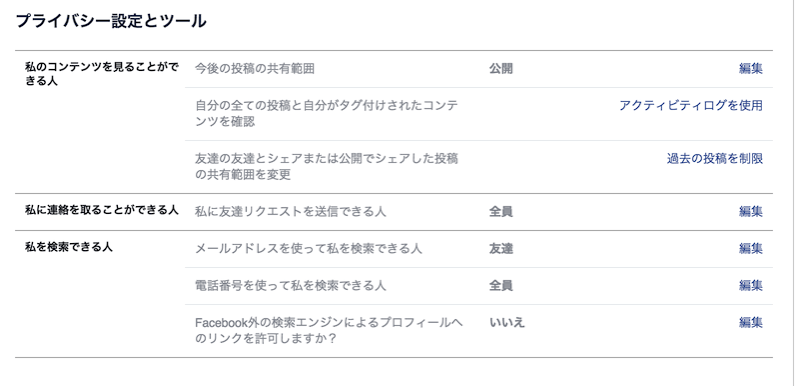 プライバシー設定とツール
私のコンテンツを見ることがで
きる人
今後の投稿の共有範囲
公開
編集
自分の全ての投稿と自分がタグ付けされたコンテ
ンツを確認
アクティビティログを使用
友達の友達とシェアまたは公開でシェアした投稿
の共有範囲を変更
過去の投稿を制限
私に連絡を取ることができる人
私に友達リクエストを送信できる人
全員
編集
私を検索できる人
メールアドレスを使って私を検索できる人
友達
編集
電話番号を使って私を検索できる人
全員
編集
Facebook外の検索エンジンによるプロフィールへ
のリンクを許可しますか？
いいえ
編集